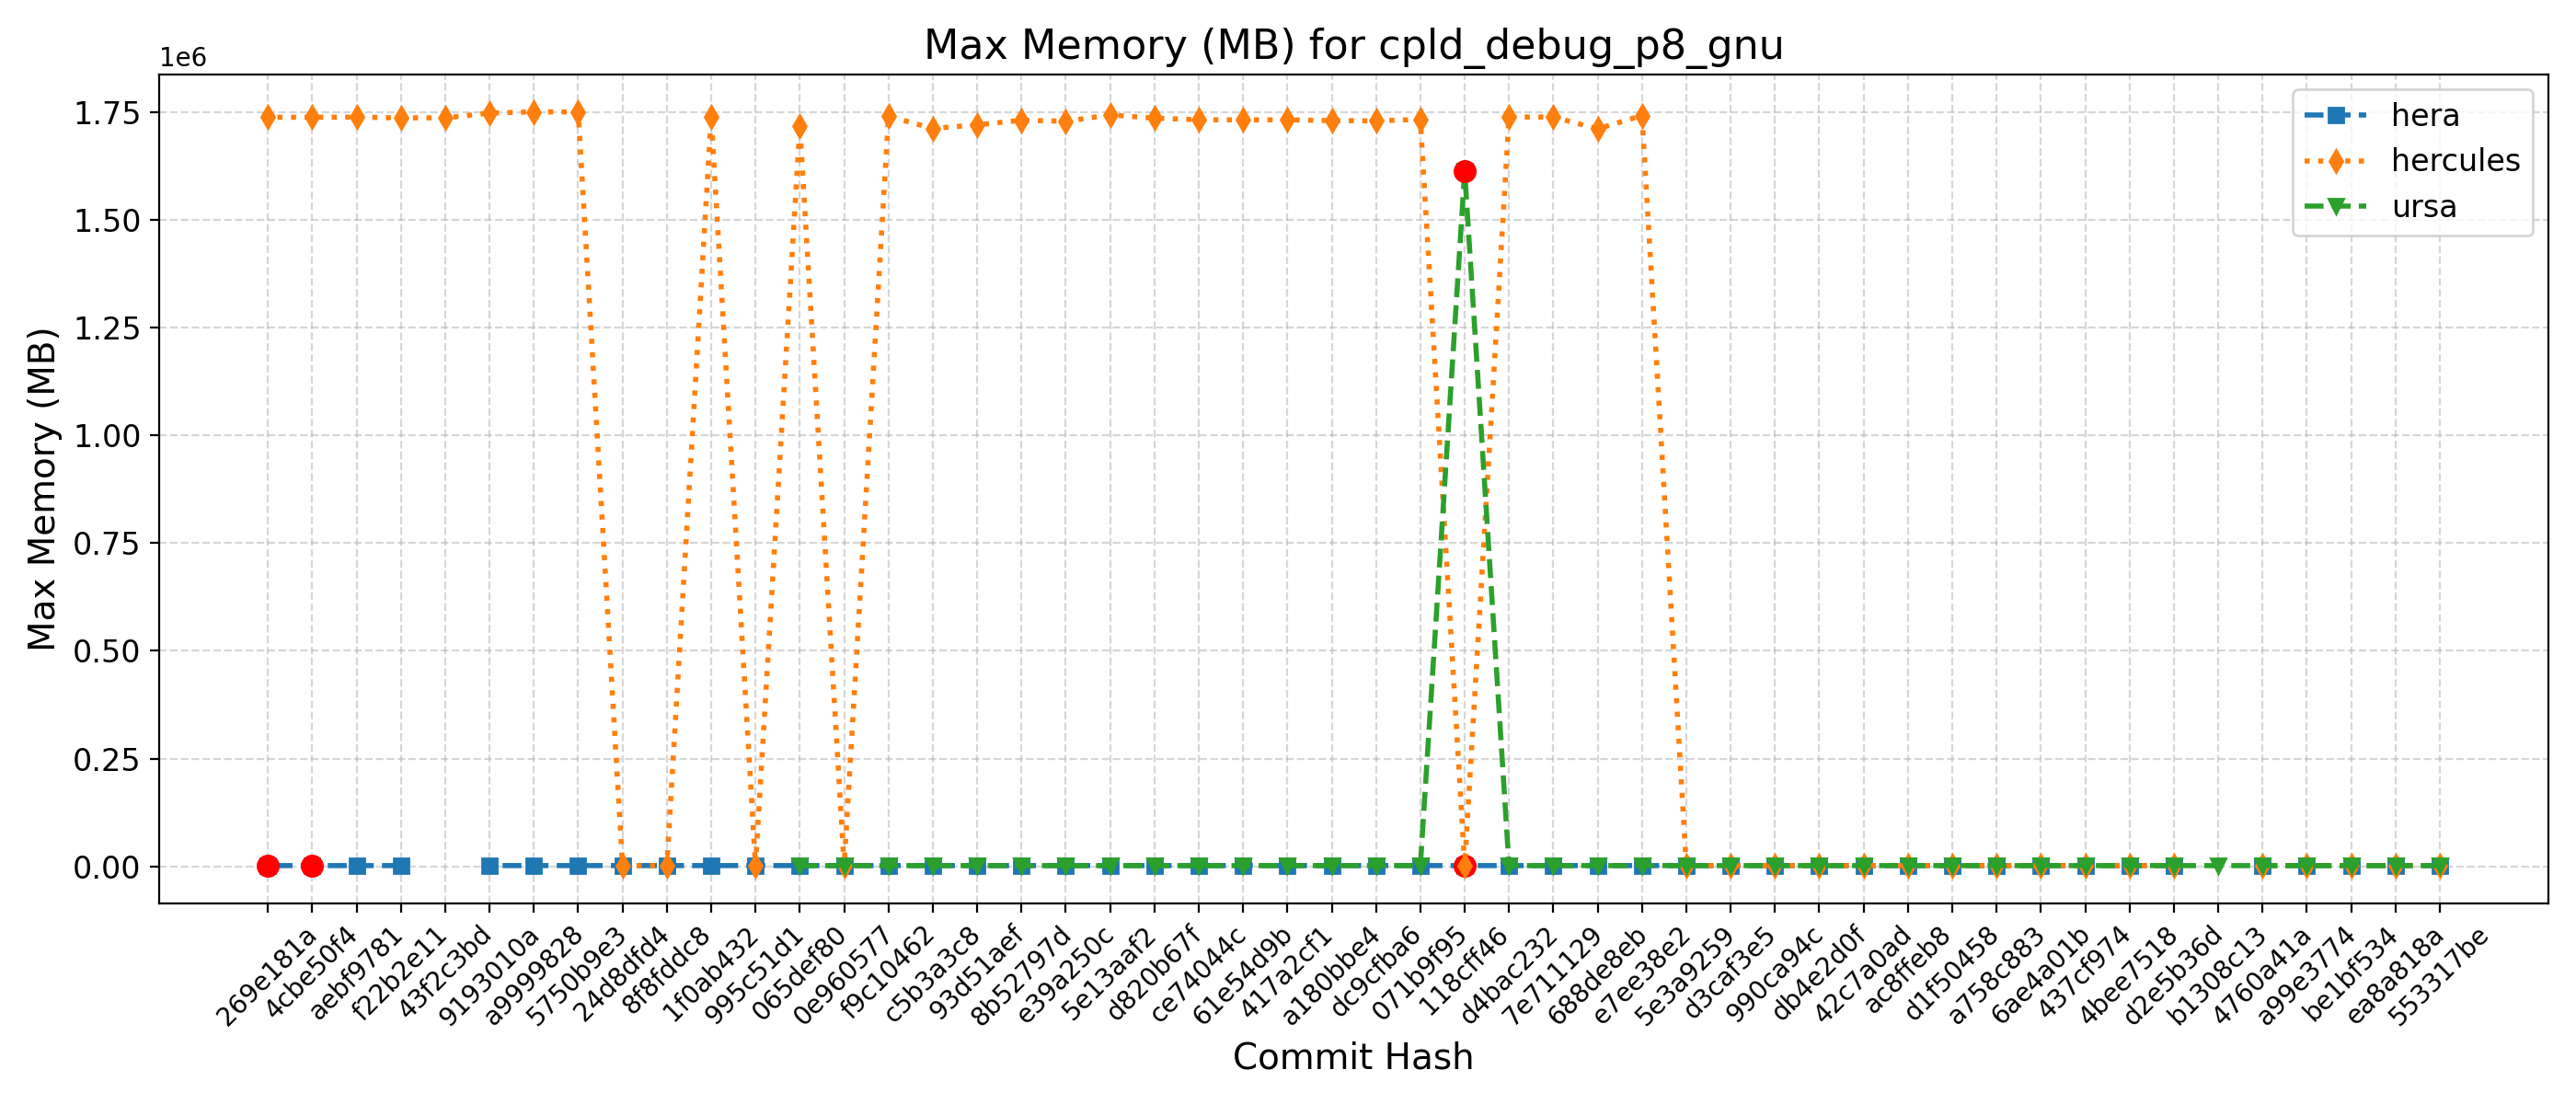 Max Memory (MB) for cpld_debug_p8_gnu
1e6
1.75
1.50
1.25
1.00
0.75
0.50
0.25
0.00
Max Memory (MB)
hera
hercules
ursa
269e181a
4cbe50f4
aebf9781
f22b2e11
43f2c3bd
9193010a
a9999828
5750b9e3
24d8dfd4
8f8fddc8
1f0ab432
995c51d1
065def80
0e960577
f9c10462
c5b3a3c8
93d51aef
8b52797d
e39a250c
5e13aaf2
d820b67f
ce74044c
61e54d9b
417a2cf1
a180bbe4
dc9cfba6
071b9f95
118cff46
d4bac232
7e711129
688de8eb
e7ee38e2
5e3a9259
d3caf3e5
990ca94c
db4e2d0f
42c7a0ad
ac8ffeb8
d1f50458
a758c883
6ae4a01b
437cf974
4bee7518
d2e5b36d
b1308c13
4760a41a
a99e3774
be1bf534
ea8a818a
553317be
Commit Hash